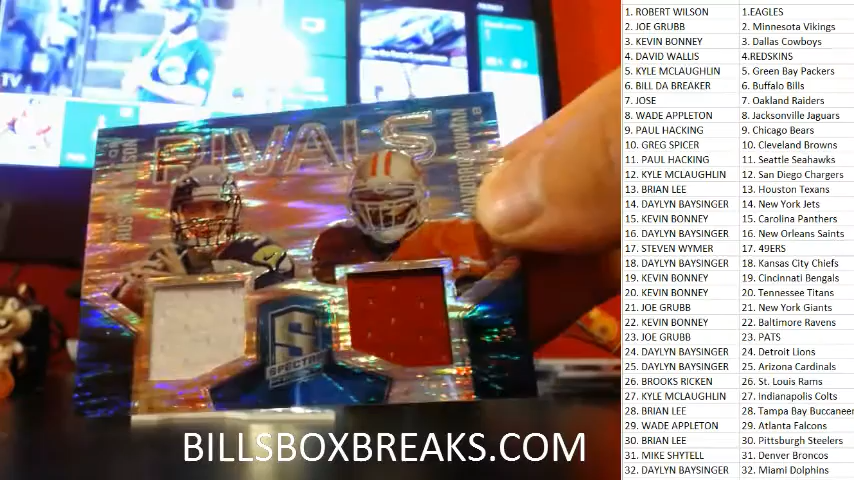 TV
RIVALS
SPECTRA
BILLSBOXBREAKS.COM
1. ROBERT WILSON 1.EAGLES
2. JOE GRUBB 2. Minnesota Vikings
3. KEVIN BONNEY 3. Dallas Cowboys
4. DAVID WALLIS 4.REDSKINS
5. KYLE MCLAUGHLIN 5. Green Bay Packers
6. BILL DA BREAKER 6. Buffalo Bills
7. JOSE 7. Oakland Raiders
8. WADE APPLETON 8. Jacksonville Jaguars
9. PAUL HACKING 9. Chicago Bears
10. GREG SPICER 10. Cleveland Browns
11. PAUL HACKING 11. Seattle Seahawks
12. KYLE MCLAUGHLIN 12. San Diego Chargers
13. BRIAN LEE 13. Houston Texans
14. DAYLYN BAYSINGER 14. New York Jets
15. KEVIN BONNEY 15. Carolina Panthers
16. DAYLYN BAYSINGER 16. New Orleans Saints
17. STEVEN WYMER 17. 49ERS
18. DAYLYN BAYSINGER 18. Kansas City Chiefs
19. KEVIN BONNEY 19. Cincinnati Bengals
20. KEVIN BONNEY 20. Tennessee Titans
21. JOE GRUBB 21. New York Giants
22. KEVIN BONNEY 22. Baltimore Ravens
23. JOE GRUBB 23. PATS
24. DAYLYN BAYSINGER 24. Detroit Lions
25. DAYLYN BAYSINGER 25. Arizona Cardinals
26. BROOKS RICKEN 26. St. Louis Rams
27. KYLE MCLAUGHLIN 27. Indianapolis Colts
28. BRIAN LEE 28. Tampa Bay Buccaneer
29. WADE APPLETON 29. Atlanta Falcons
30. BRIAN LEE 30. Pittsburgh Steelers
31. MIKE SHYTELL 31. Denver Broncos
32. DAYLYN BAYSINGER 32. Miami Dolphins